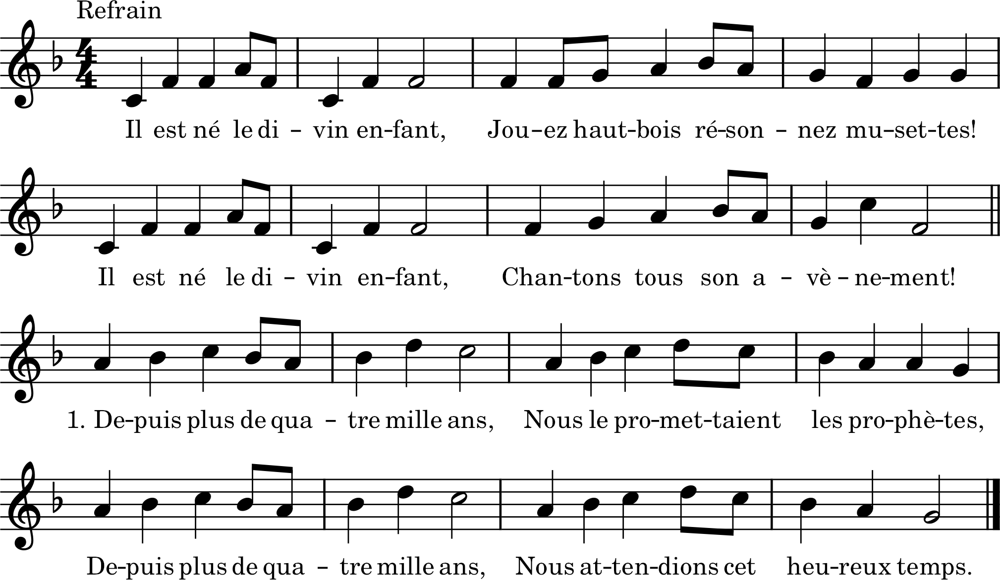 Refrain
Il est né le di - vin en-fant, Jou-ez haut-bois ré-son - nez mu-set-tes!
Il est né le di - vin en-fant, Chan-tons tous son a - vè - ne-ment!
1. De-puis plus de qua - tre mille ans, Nous le pro-met-taient les pro-phè-tes,
De-puis plus de qua - tre mille ans, Nous at-ten-dions cet heu-reux temps.